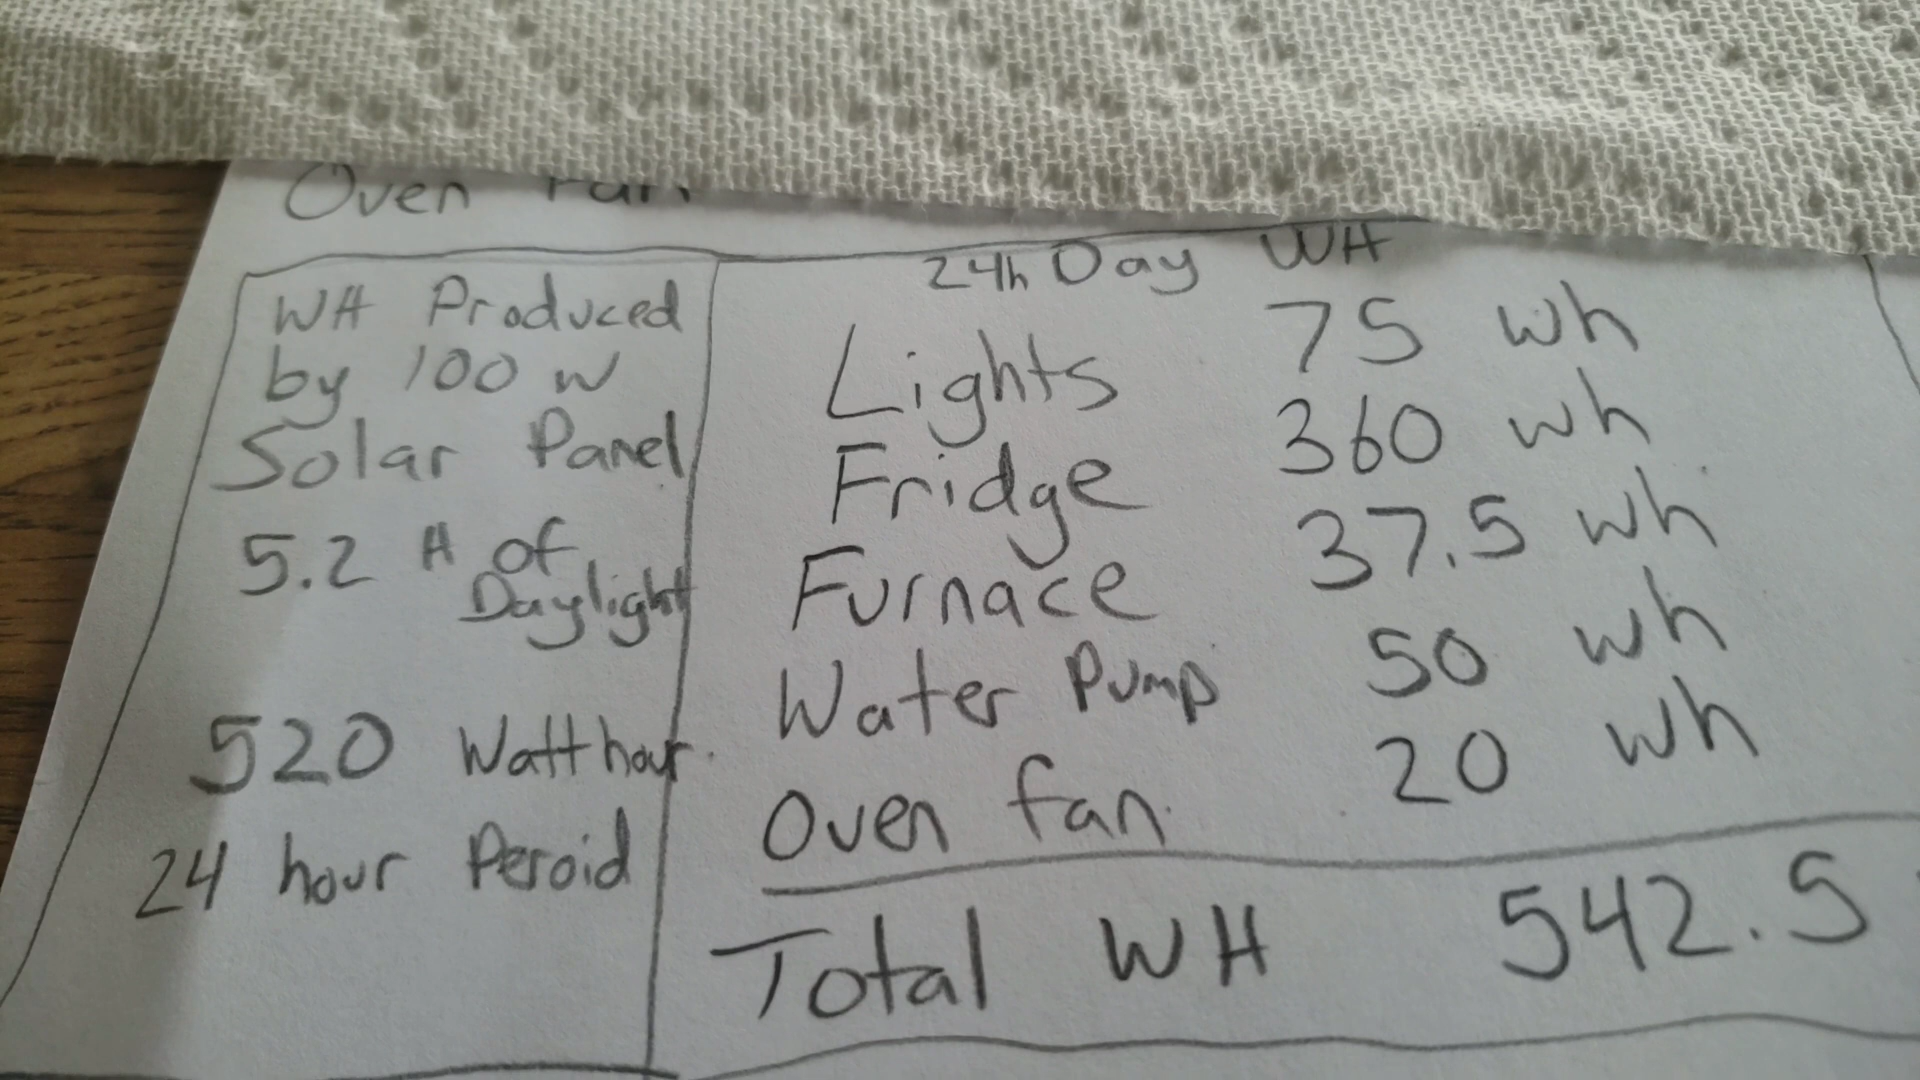 Oven Fan
WH Produced
by 100 W
Solar Panel
5.2 H of
Daylight
520 Watt hour.
24 hour Peroid
24h Day WH
Lights 75 Wh
Fridge 360 Wh
Furnace 37.5 Wh
Water Pump 50 Wh
Oven fan. 20 Wh
Total WH 542.5